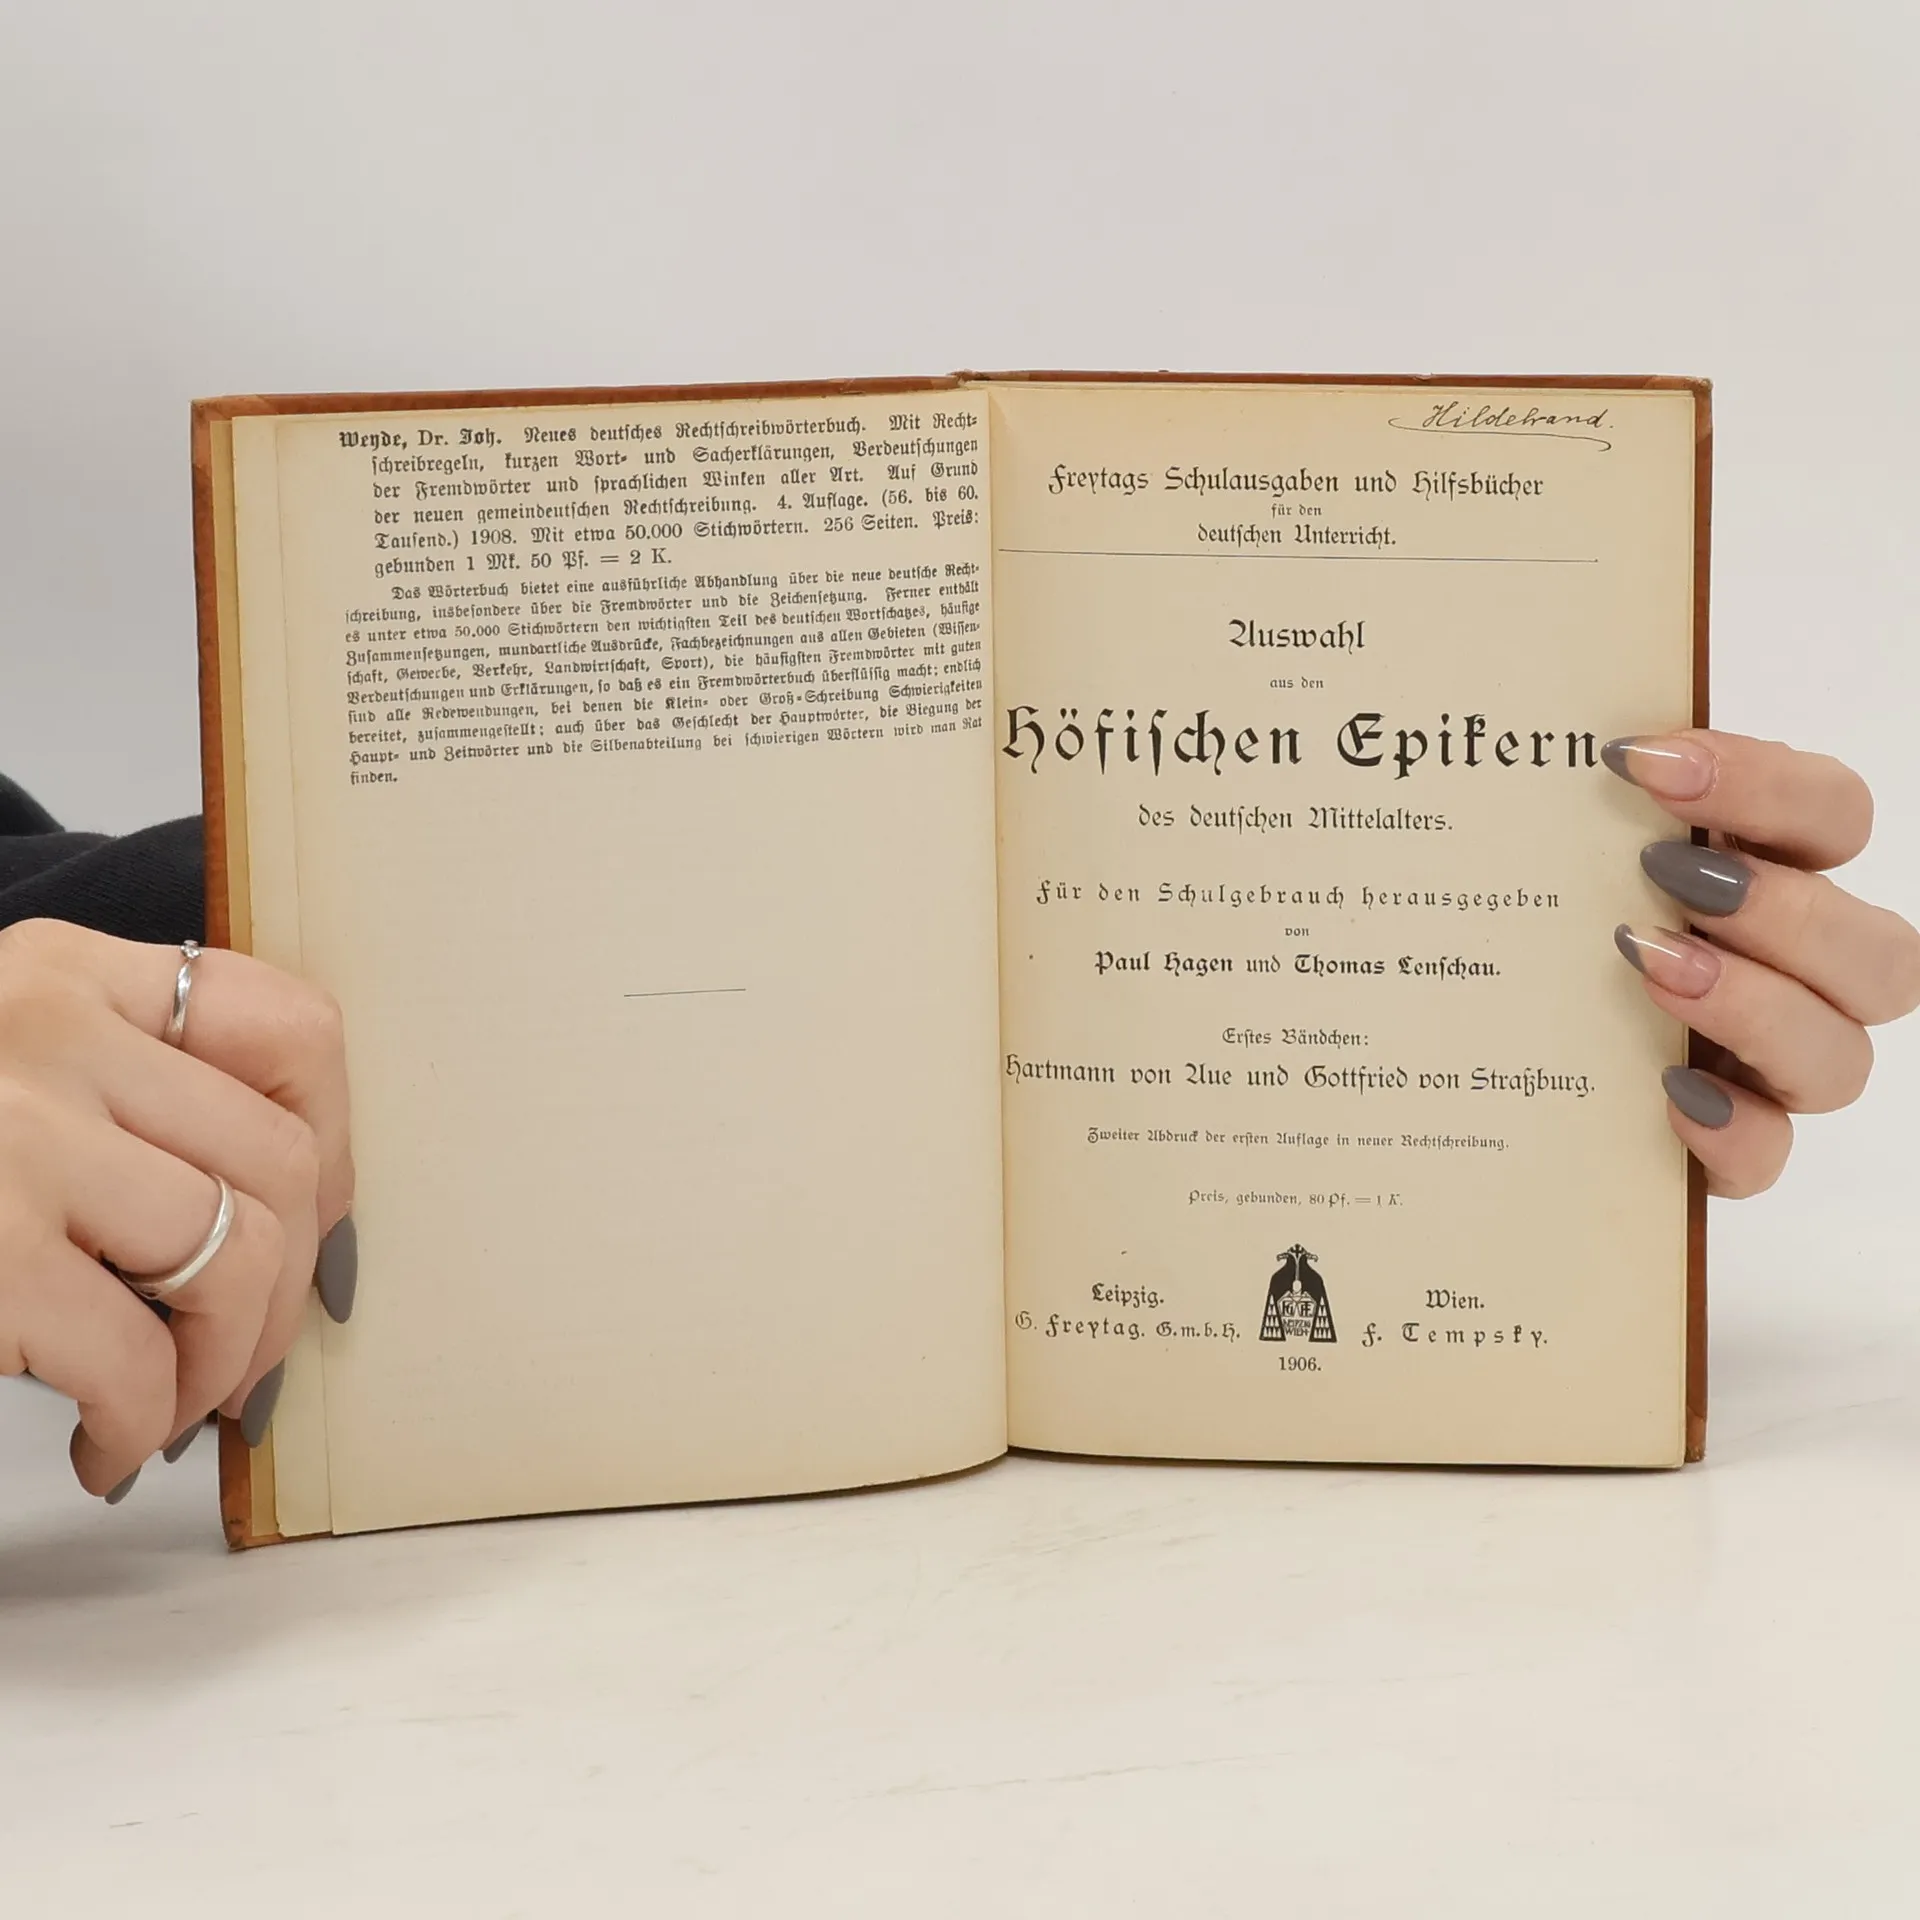 Weyde, Dr. Joh. Neues deutsches Rechtschreibwörterbuch. Mit Recht-
schreibregeln, kurzen Wort- und Sacherklärungen, Verdeutschungen
der Fremdwörter und sprachlichen Winken aller Art. Auf Grund
der neuen gemeindeutschen Rechtschreibung. 4. Auflage. (56. bis 60.
Tausend.) 1908. Mit etwa 50.000 Stichwörtern. 256 Seiten. Preis:
gebunden 1 Mk. 50 Pf. = 2 K.
Das Wörterbuch bietet eine ausführliche Abhandlung über die neue deutsche Recht-
schreibung, insbesondere über die Fremdwörter und die Zeichensetzung. Ferner enthält
es unter etwa 50.000 Stichwörtern den wichtigsten Teil des deutschen Wortschatzes, häufige
Zusammensetzungen, mundartliche Ausdrücke, Fachbezeichnungen aus allen Gebieten (Wissen-
schaft, Gewerbe, Verkehr, Landwirtschaft, Sport), die häufigsten Fremdwörter mit guten
Verdeutschungen und Erklärungen, so daß es ein Fremdwörterbuch überflüssig macht; endlich
sind alle Redewendungen, bei denen die Klein- oder Groß-Schreibung Schwierigkeiten
bereitet, zusammengestellt; auch über das Geschlecht der Hauptwörter, die Biegung der
Haupt- und Zeitwörter und die Silbenabteilung bei schwierigen Wörtern wird man Rat
finden.
Hildebrand.
Freytags Schulausgaben und Hilfsbücher
für den
deutschen Unterricht.
Auswahl
aus den
Höfischen Epikern
des deutschen Mittelalters.
Für den Schulgebrauch herausgegeben
von
Paul Hagen und Thomas Lenschau.
Erstes Bändchen:
Hartmann von Aue und Gottfried von Straßburg.
Zweiter Abdruck der ersten Auflage in neuer Rechtschreibung.
Preis, gebunden, 80 Pf. = 1 K.
Leipzig.
G. Freytag, G.m.b.H.
LEIPZIG
WIEN
Wien.
F. Tempsky.
1906.